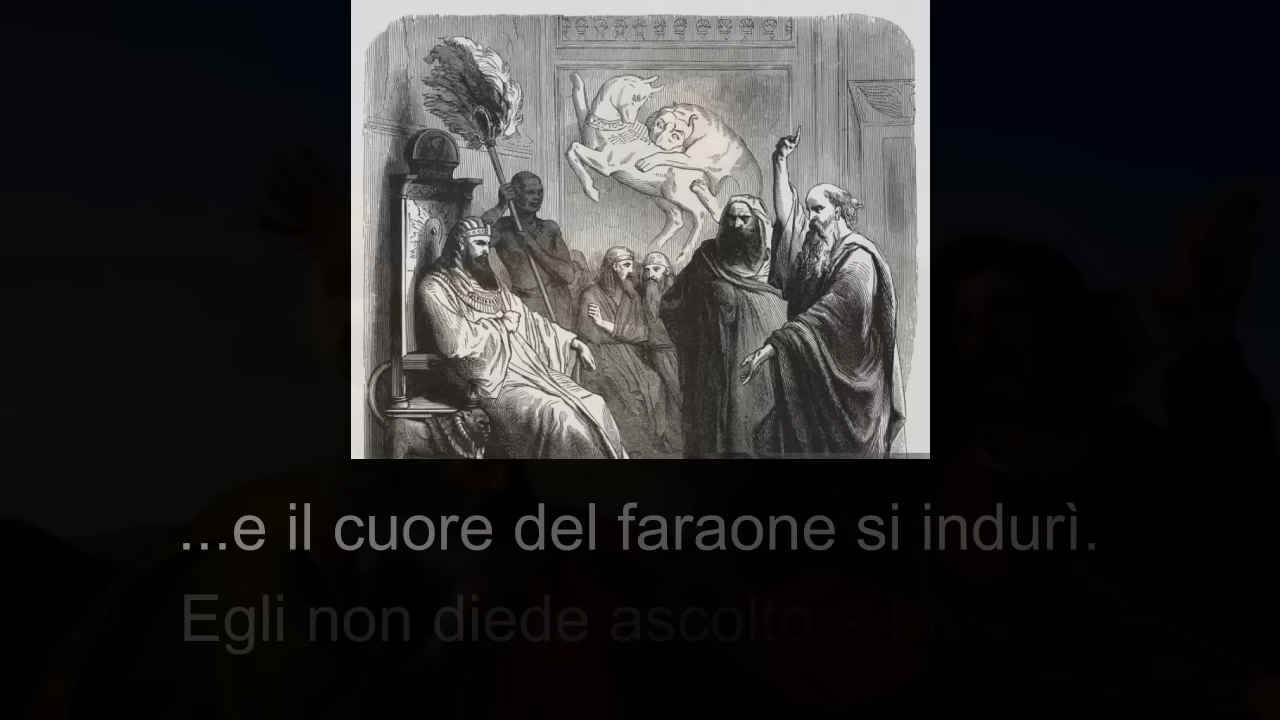 ...e il cuore del faraone si indurì.
Egli non diede ascolto a